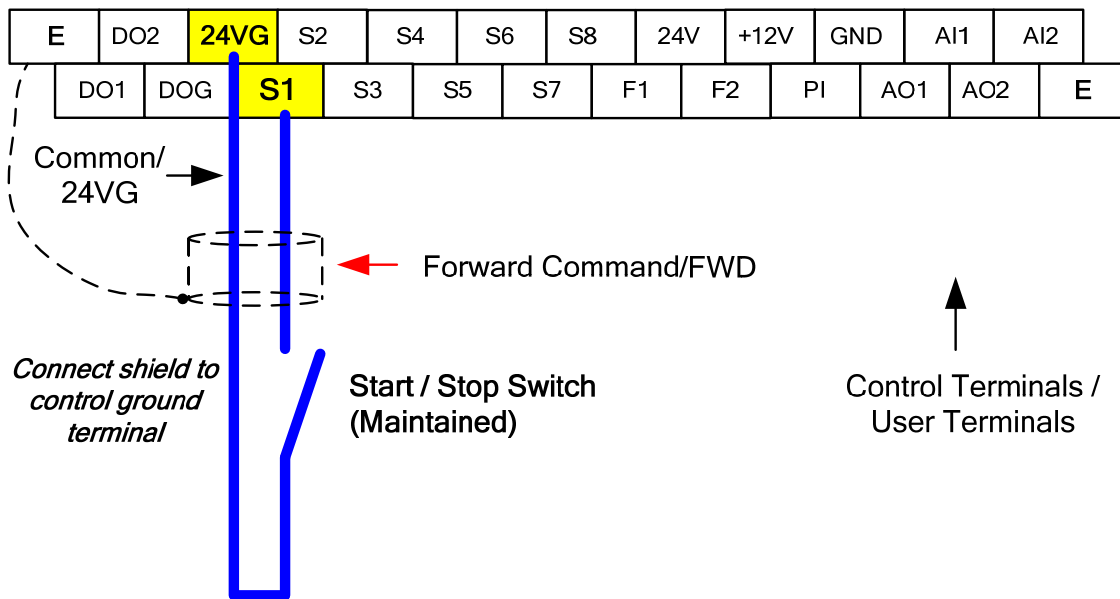 E DO2 24VG S2 S4 S6 S8 24V +12V GND AI1 AI2
DO1 DOG S1 S3 S5 S7 F1 F2 PI AO1 AO2 E
Common/
24VG
Forward Command/FWD
Connect shield to
control ground
terminal
Start / Stop Switch
(Maintained)
Control Terminals /
User Terminals